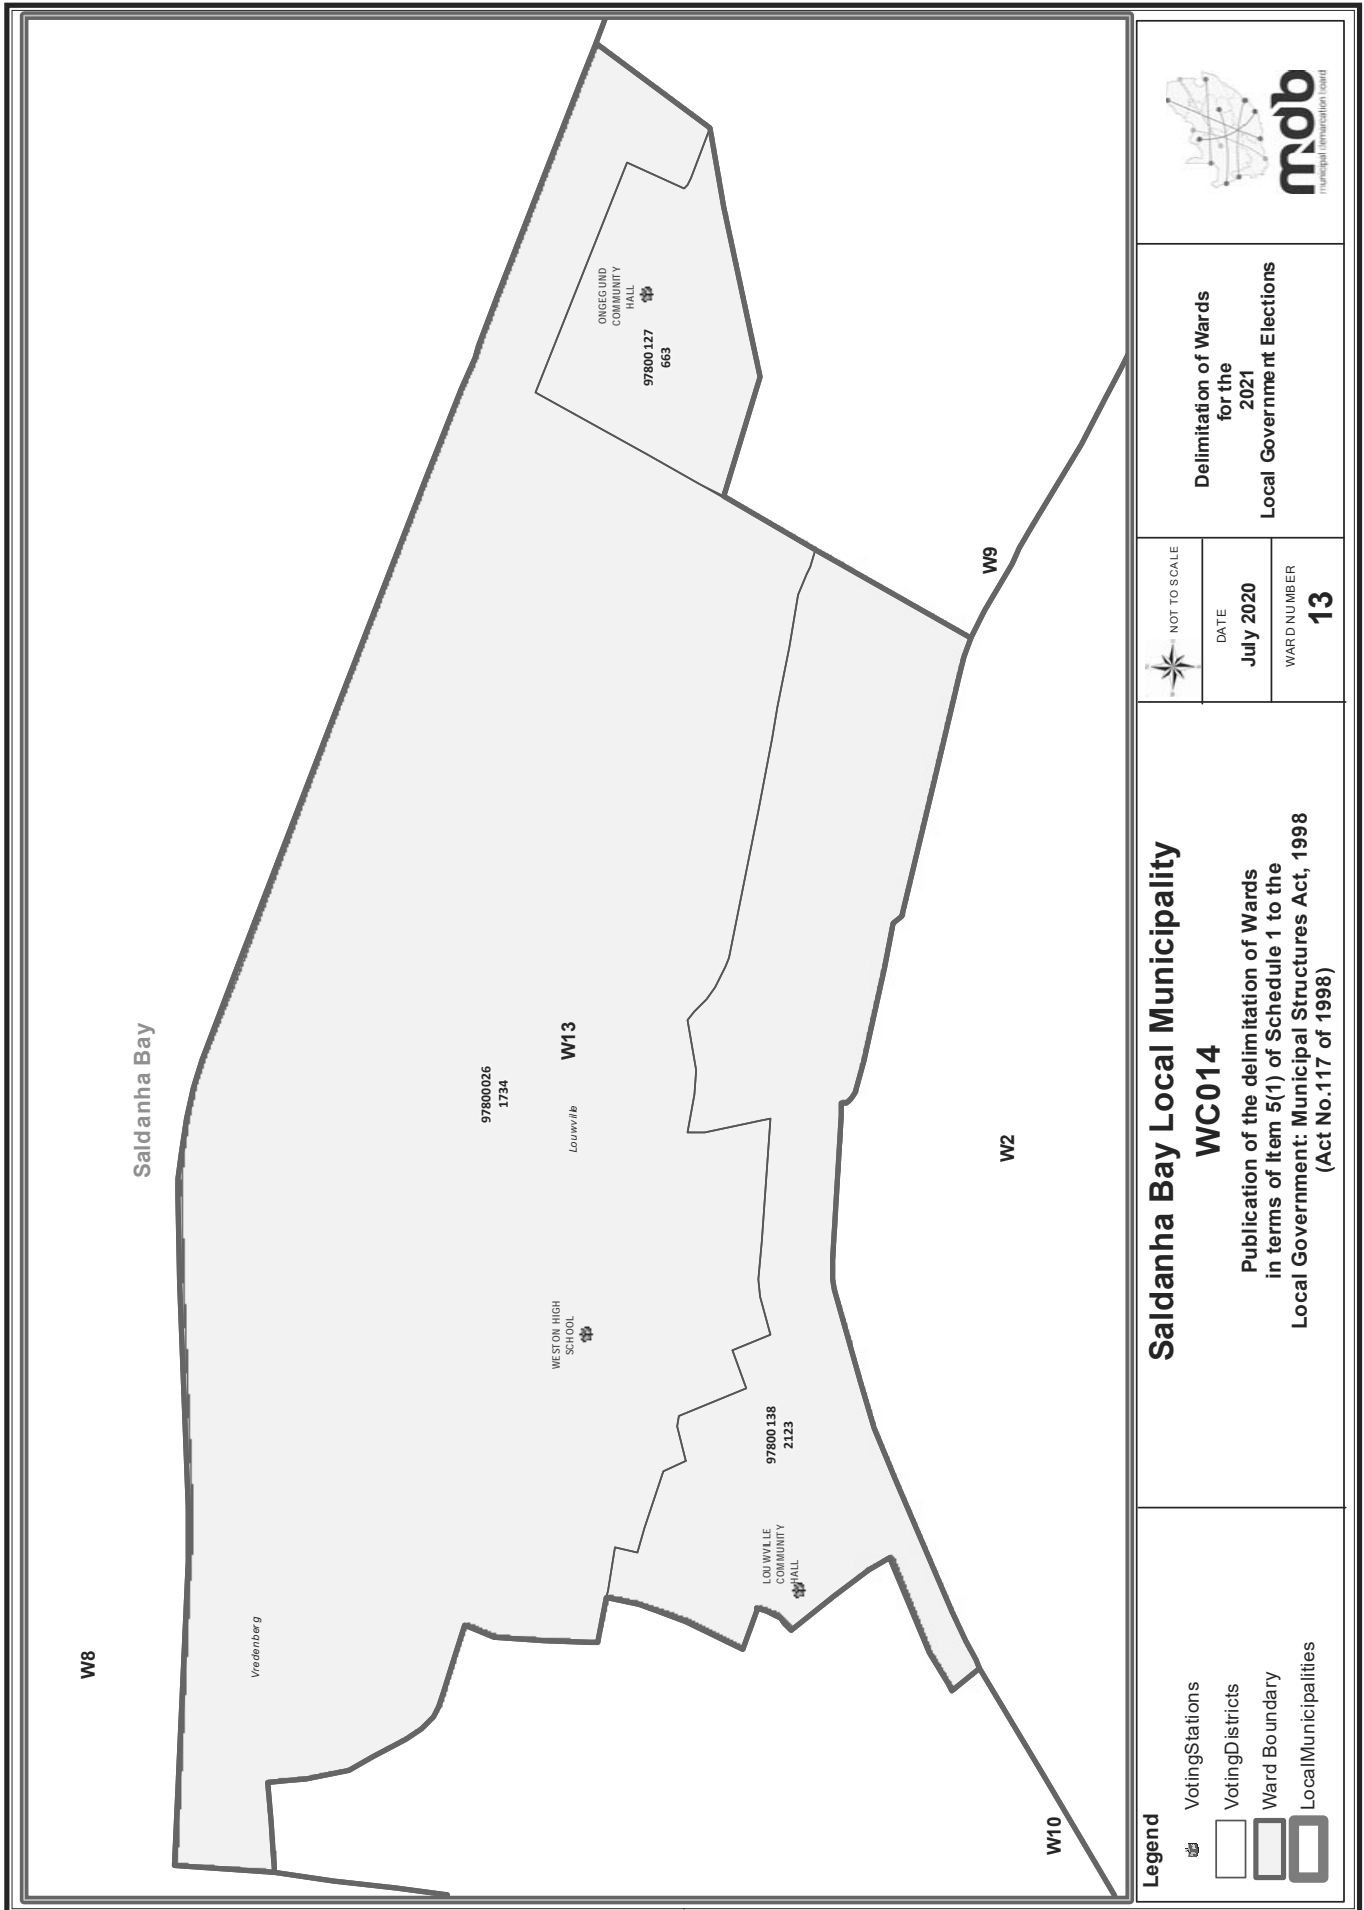 Saldanha Bay
W8
Vredenberg
97800026
1734
W13
Louwville
WESTON HIGH
SCHOOL
ONGEGUND
COMMUNITY
HALL
97800127
663
97800138
2123
LOUWVILLE
COMMUNITY
HALL
W9
W2
W10
Legend
VotingStations
VotingDistricts
Ward Boundary
LocalMunicipalities
Saldanha Bay Local Municipality
WC014
Publication of the delimitation of Wards
in terms of Item 5(1) of Schedule 1 to the
Local Government: Municipal Structures Act, 1998
(Act No.117 of 1998)
NOT TO SCALE
DATE
July 2020
WARD NUMBER
13
Delimitation of Wards
for the
2021
Local Government Elections
mdb
municipal demarcation board